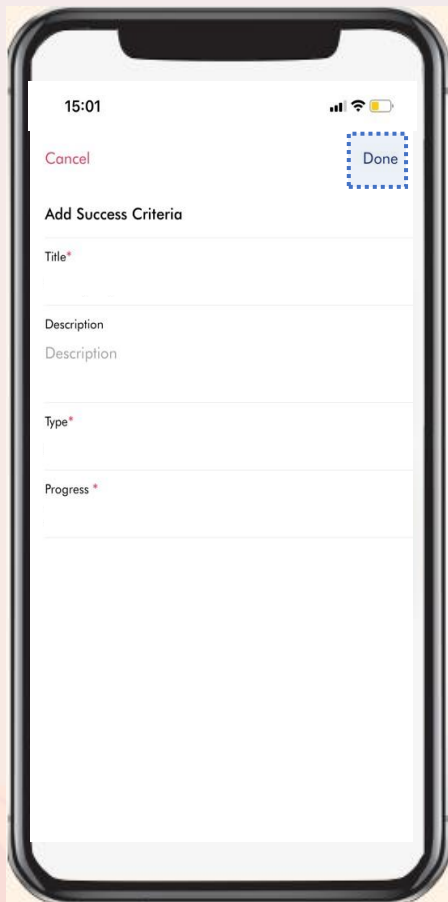 15:01
Cancel Done
Add Success Criteria
Title*
Description
Description
Type*
Progress *